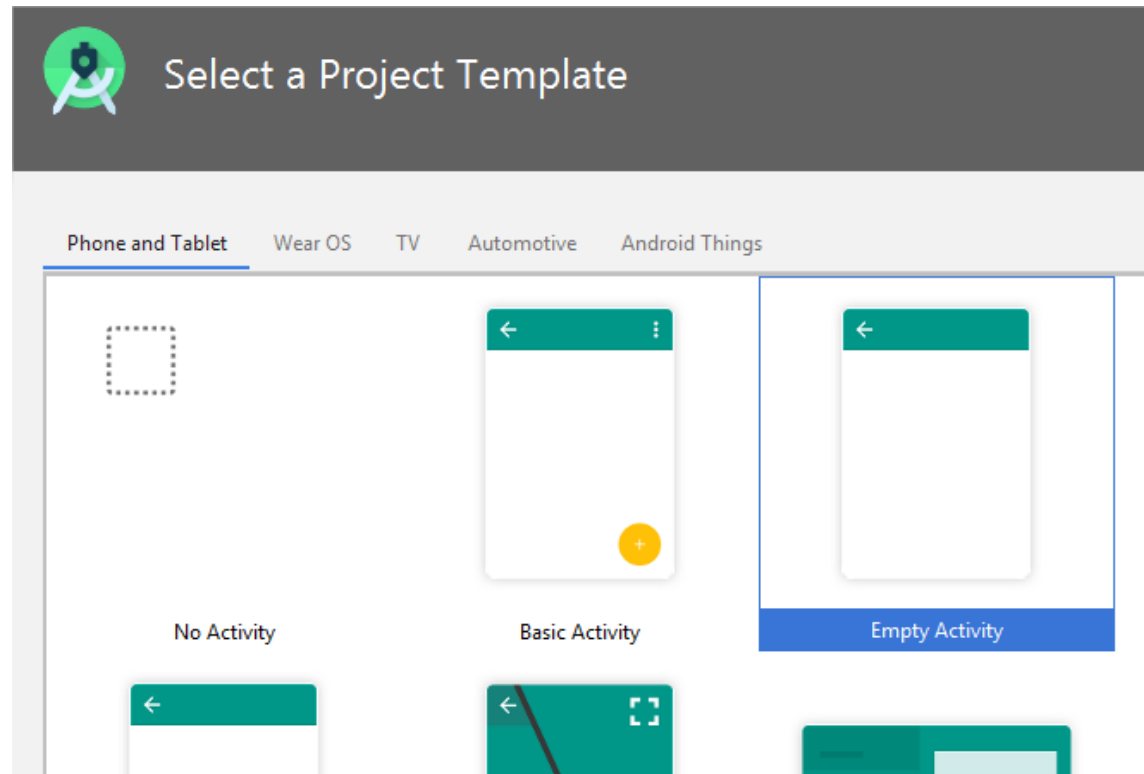 Select a Project Template
Phone and Tablet Wear OS TV Automotive Android Things
No Activity Basic Activity Empty Activity